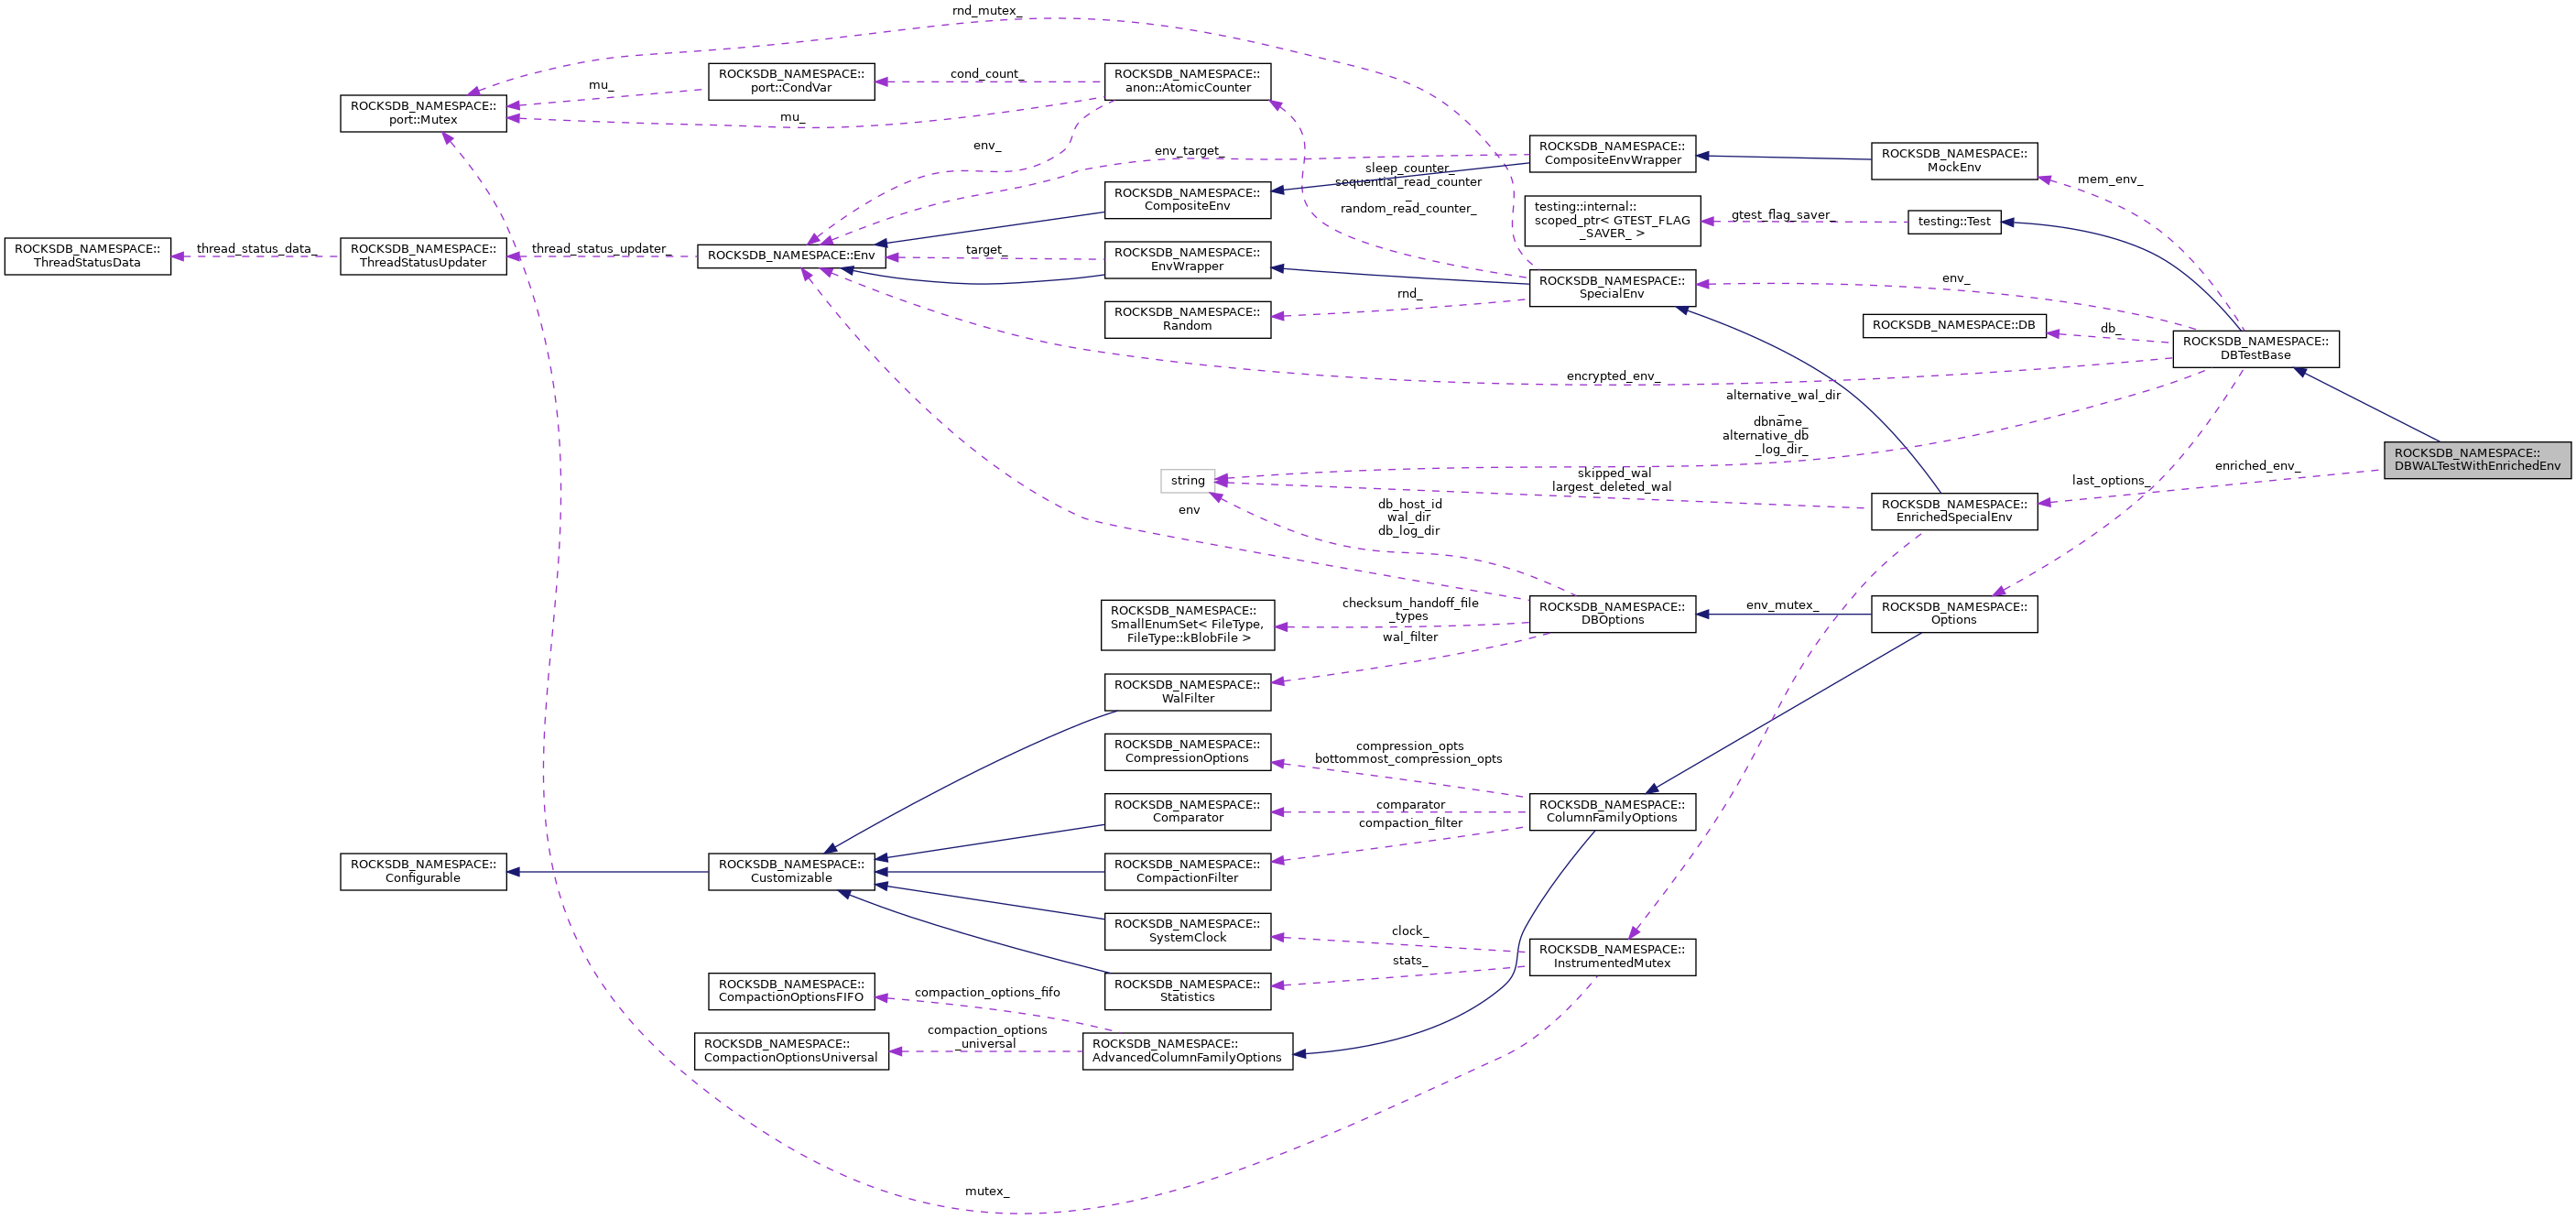 rnd_mutex_
ROCKSDB_NAMESPACE::
port::CondVar
cond_count_
ROCKSDB_NAMESPACE::
anon::AtomicCounter
mu_
ROCKSDB_NAMESPACE::
port::Mutex
mu_
env_
env_target_
ROCKSDB_NAMESPACE::
CompositeEnvWrapper
ROCKSDB_NAMESPACE::
MockEnv
sleep_counter_
sequential_read_counter
_
random_read_counter_
mem_env_
ROCKSDB_NAMESPACE::
CompositeEnv
testing::internal::
scoped_ptr< GTEST_FLAG
_SAVER_ >
gtest_flag_saver_
testing::Test
ROCKSDB_NAMESPACE::
ThreadStatusData
thread_status_data_
ROCKSDB_NAMESPACE::
ThreadStatusUpdater
thread_status_updater_
ROCKSDB_NAMESPACE::Env
target_
ROCKSDB_NAMESPACE::
EnvWrapper
ROCKSDB_NAMESPACE::
SpecialEnv
env_
rnd_
ROCKSDB_NAMESPACE::
Random
ROCKSDB_NAMESPACE::DB
db_
ROCKSDB_NAMESPACE::
DBTestBase
encrypted_env_
alternative_wal_dir
_
dbname_
alternative_db
_log_dir_
string
skipped_wal
largest_deleted_wal
last_options_
enriched_env_
ROCKSDB_NAMESPACE::
DBWALTestWithEnrichedEnv
ROCKSDB_NAMESPACE::
EnrichedSpecialEnv
env
db_host_id
wal_dir
db_log_dir
ROCKSDB_NAMESPACE::
SmallEnumSet< FileType,
FileType::kBlobFile >
checksum_handoff_file
_types
wal_filter
ROCKSDB_NAMESPACE::
DBOptions
env_mutex_
ROCKSDB_NAMESPACE::
Options
ROCKSDB_NAMESPACE::
WalFilter
ROCKSDB_NAMESPACE::
CompressionOptions
compression_opts
bottommost_compression_opts
ROCKSDB_NAMESPACE::
Comparator
comparator
compaction_filter
ROCKSDB_NAMESPACE::
ColumnFamilyOptions
ROCKSDB_NAMESPACE::
Configurable
ROCKSDB_NAMESPACE::
Customizable
ROCKSDB_NAMESPACE::
CompactionFilter
ROCKSDB_NAMESPACE::
SystemClock
clock_
stats_
ROCKSDB_NAMESPACE::
InstrumentedMutex
ROCKSDB_NAMESPACE::
CompactionOptionsFIFO
compaction_options_fifo
ROCKSDB_NAMESPACE::
Statistics
ROCKSDB_NAMESPACE::
CompactionOptionsUniversal
compaction_options
_universal
ROCKSDB_NAMESPACE::
AdvancedColumnFamilyOptions
mutex_